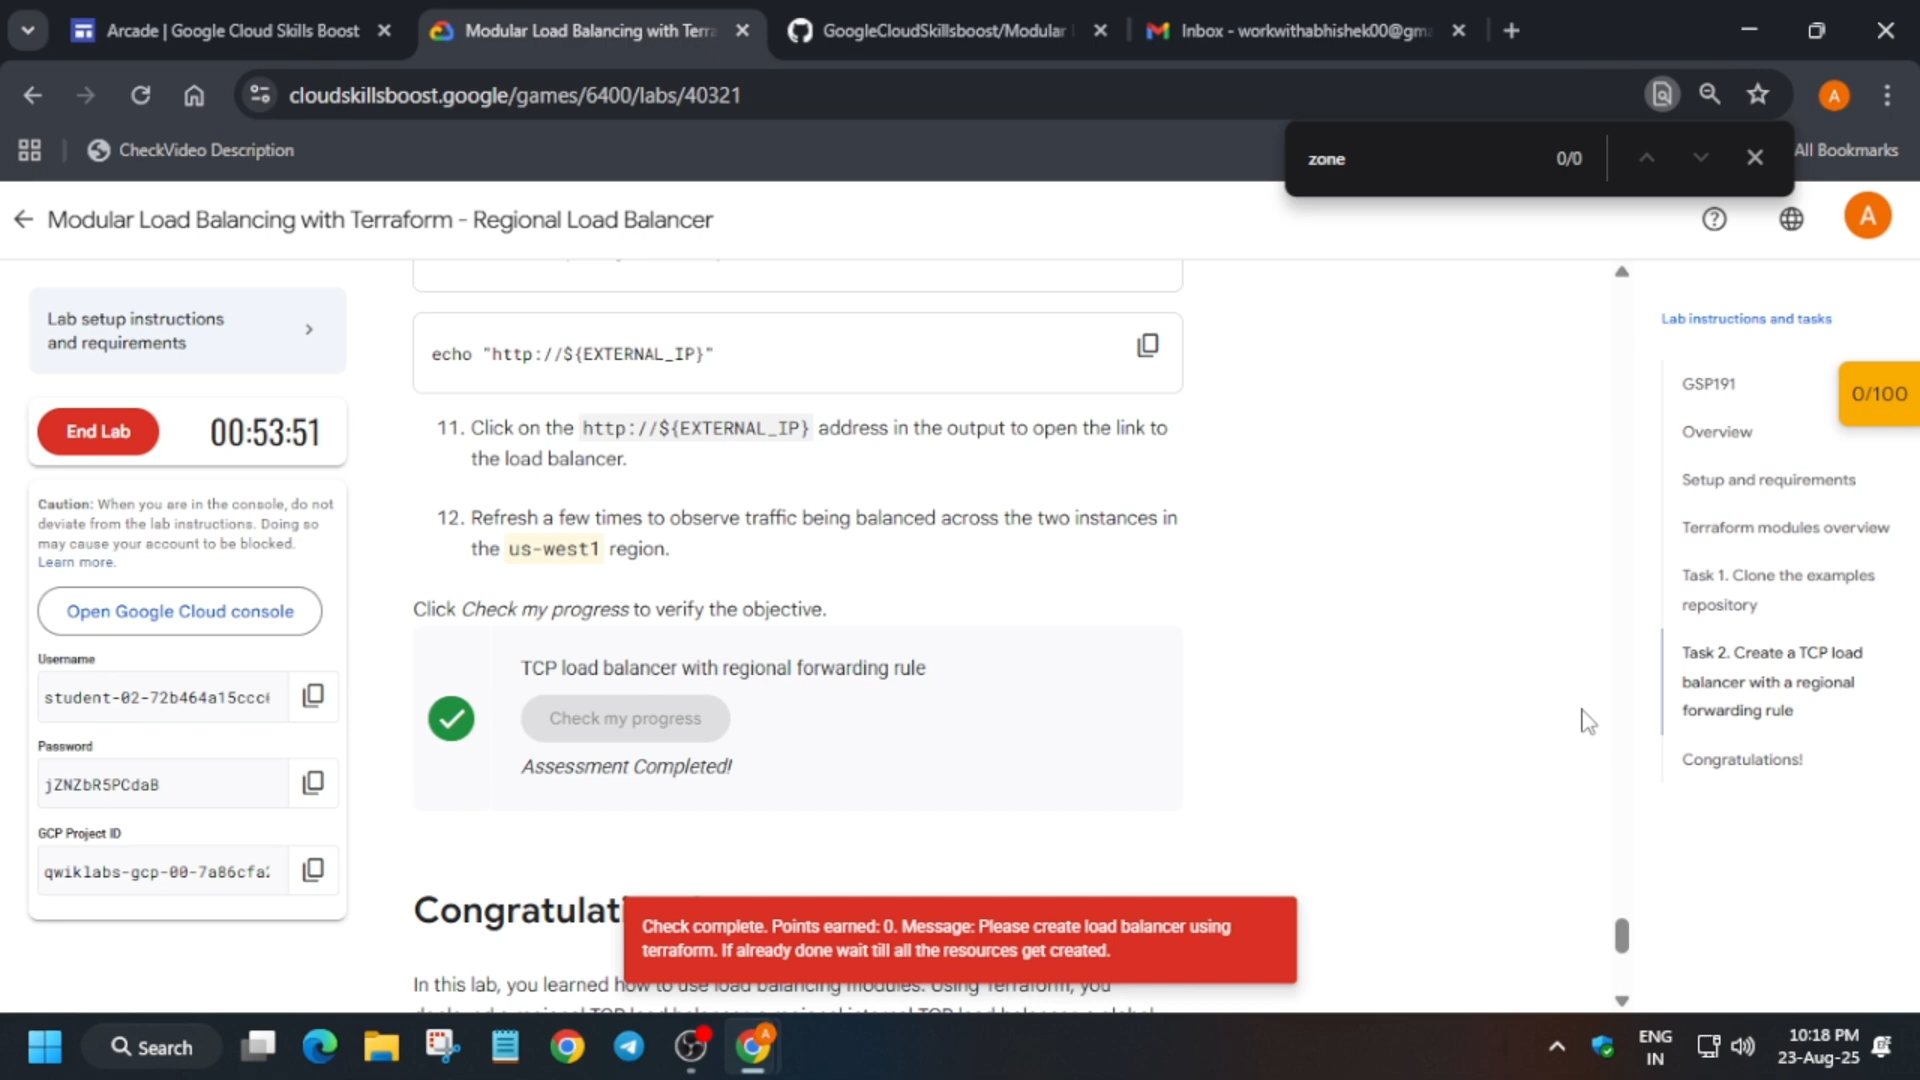 Arcade | Google Cloud Skills Boost
Modular Load Balancing with Terra
GoogleCloudSkillsboost/Modular
Inbox - workwithabhishek00@gm
cloudskillsboost.google/games/6400/labs/40321
A
CheckVideo Description
zone
0/0
All Bookmarks
Modular Load Balancing with Terraform - Regional Load Balancer
A
Lab setup instructions
and requirements
End Lab
00:53:51
Caution: When you are in the console, do not
deviate from the lab instructions. Doing so
may cause your account to be blocked.
Learn more.
Open Google Cloud console
Username
student-02-72b464a15ccc
Password
jZNZbR5PCdaB
GCP Project ID
qwiklabs-gcp-00-7a86cfa
echo "http://${EXTERNAL_IP}"
11. Click on the http://${EXTERNAL_IP} address in the output to open the link to
the load balancer.
12. Refresh a few times to observe traffic being balanced across the two instances in
the us-west1 region.
Click Check my progress to verify the objective.
TCP load balancer with regional forwarding rule
Check my progress
Assessment Completed!
Congratulati
Check complete. Points earned: 0. Message: Please create load balancer using
terraform. If already done wait till all the resources get created.
In this lab, you learned how to use load balancing modules. Using Terraform, you
Lab instructions and tasks
GSP191
0/100
Overview
Setup and requirements
Terraform modules overview
Task 1. Clone the examples
repository
Task 2. Create a TCP load
balancer with a regional
forwarding rule
Congratulations!
Search
A
ENG
IN
10:18 PM
23-Aug-25